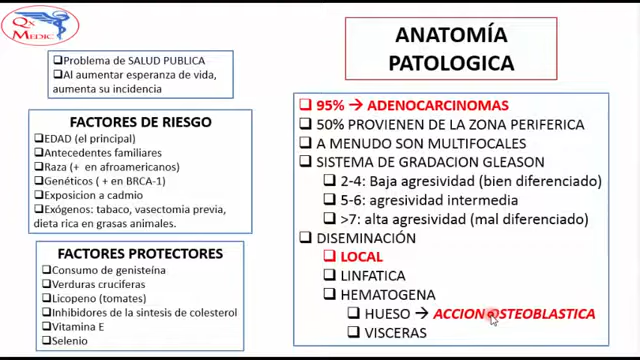 Qx
MEDIC
Problema de SALUD PUBLICA
Al aumentar esperanza de vida,
aumenta su incidencia
FACTORES DE RIESGO
EDAD (el principal)
Antecedentes familiares
Raza (+ en afroamericanos)
Genéticos ( + en BRCA-1)
Exposicion a cadmio
Exógenos: tabaco, vasectomia previa,
dieta rica en grasas animales.
FACTORES PROTECTORES
Consumo de genisteína
Verduras cruciferas
Licopeno (tomates)
Inhibidores de la sintesis de colesterol
Vitamina E
Selenio
ANATOMÍA
PATOLOGICA
95% → ADENOCARCINOMAS
50% PROVIENEN DE LA ZONA PERIFERICA
A MENUDO SON MULTIFOCALES
SISTEMA DE GRADACION GLEASON
2-4: Baja agresividad (bien diferenciado)
5-6: agresividad intermedia
>7: alta agresividad (mal diferenciado)
DISEMINACIÓN
LOCAL
LINFATICA
HEMATOGENA
HUESO → ACCION OSTEOBLASTICA
VISCERAS